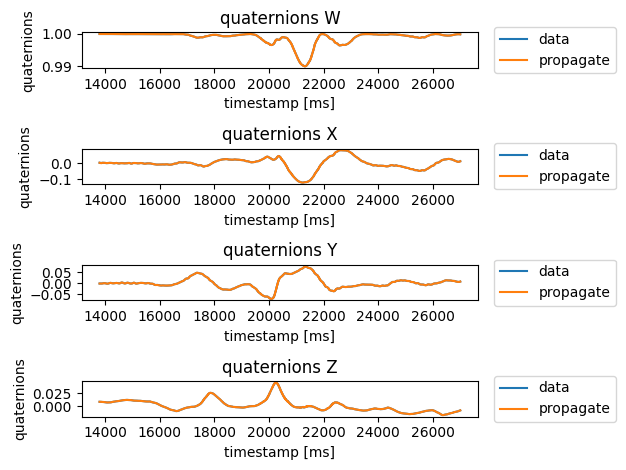 quaternions W
quaternions
1.00
0.99
14000 16000 18000 20000 22000 24000 26000
timestamp [ms]
data
propagate
quaternions X
quaternions
0.0
−0.1
14000 16000 18000 20000 22000 24000 26000
timestamp [ms]
data
propagate
quaternions Y
quaternions
0.05
0.00
−0.05
14000 16000 18000 20000 22000 24000 26000
timestamp [ms]
data
propagate
quaternions Z
quaternions
0.025
0.000
14000 16000 18000 20000 22000 24000 26000
timestamp [ms]
data
propagate